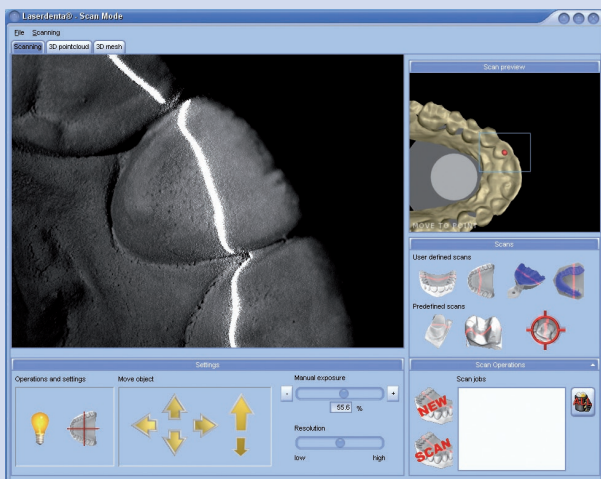 Laserdenta® - Scan Mode
File Scanning
Scanning 3D pointcloud 3D mesh
Scan preview
MOVE TO POINT
Scans
User defined scans
Predefined scans
Settings
Operations and settings
Move object
Manual exposure
- +
55.6 %
Resolution
low high
Scan Operations
Scan jobs
NEW
SCAN